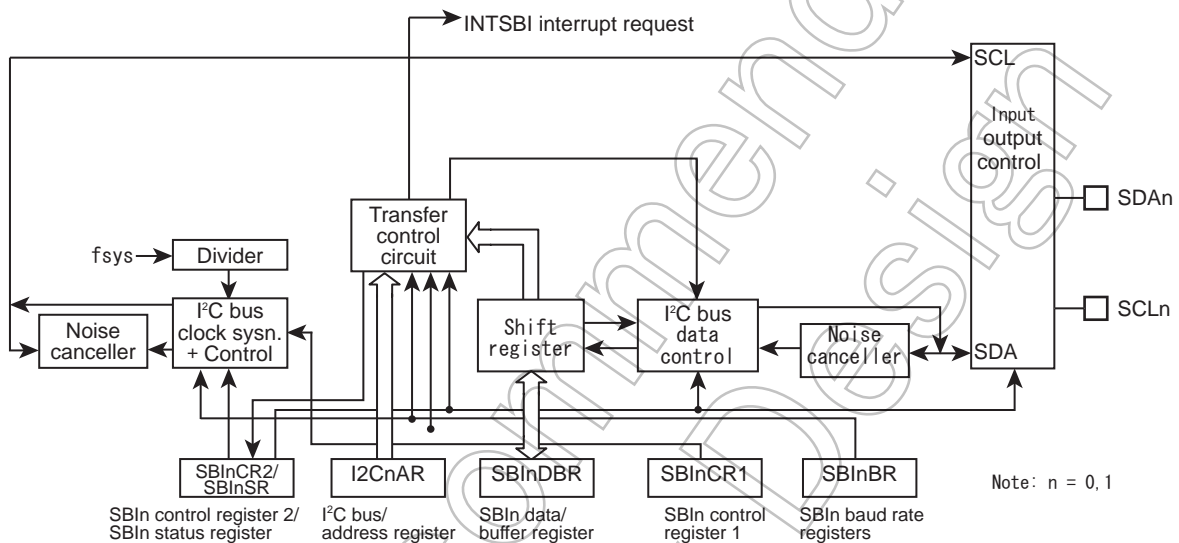 INTSBI interrupt request
SCL
Input
output
control
SDAn
SCLn
SDA
Transfer
control
circuit
fsys
Divider
I²C bus
clock sysn.
+ Control
Noise
canceller
Shift
register
I²C bus
data
control
Noise
canceller
SBInCR2/
SBInSR
I2CnAR
SBInDBR
SBInCR1
SBInBR
Note: n = 0,1
SBIn control register 2/
SBIn status register
I²C bus/
address register
SBIn data/
buffer register
SBIn control
register 1
SBIn baud rate
registers
ommend
Design